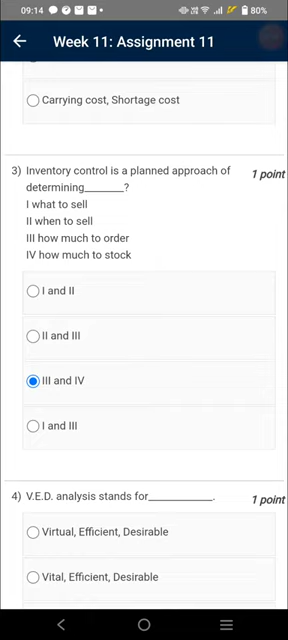 09:14
80%
Week 11: Assignment 11
Carrying cost, Shortage cost
3) Inventory control is a planned approach of
determining_______?
1 point
I what to sell
II when to sell
III how much to order
IV how much to stock
I and II
II and III
III and IV
I and III
4) V.E.D. analysis stands for_____________.
1 point
Virtual, Efficient, Desirable
Vital, Efficient, Desirable